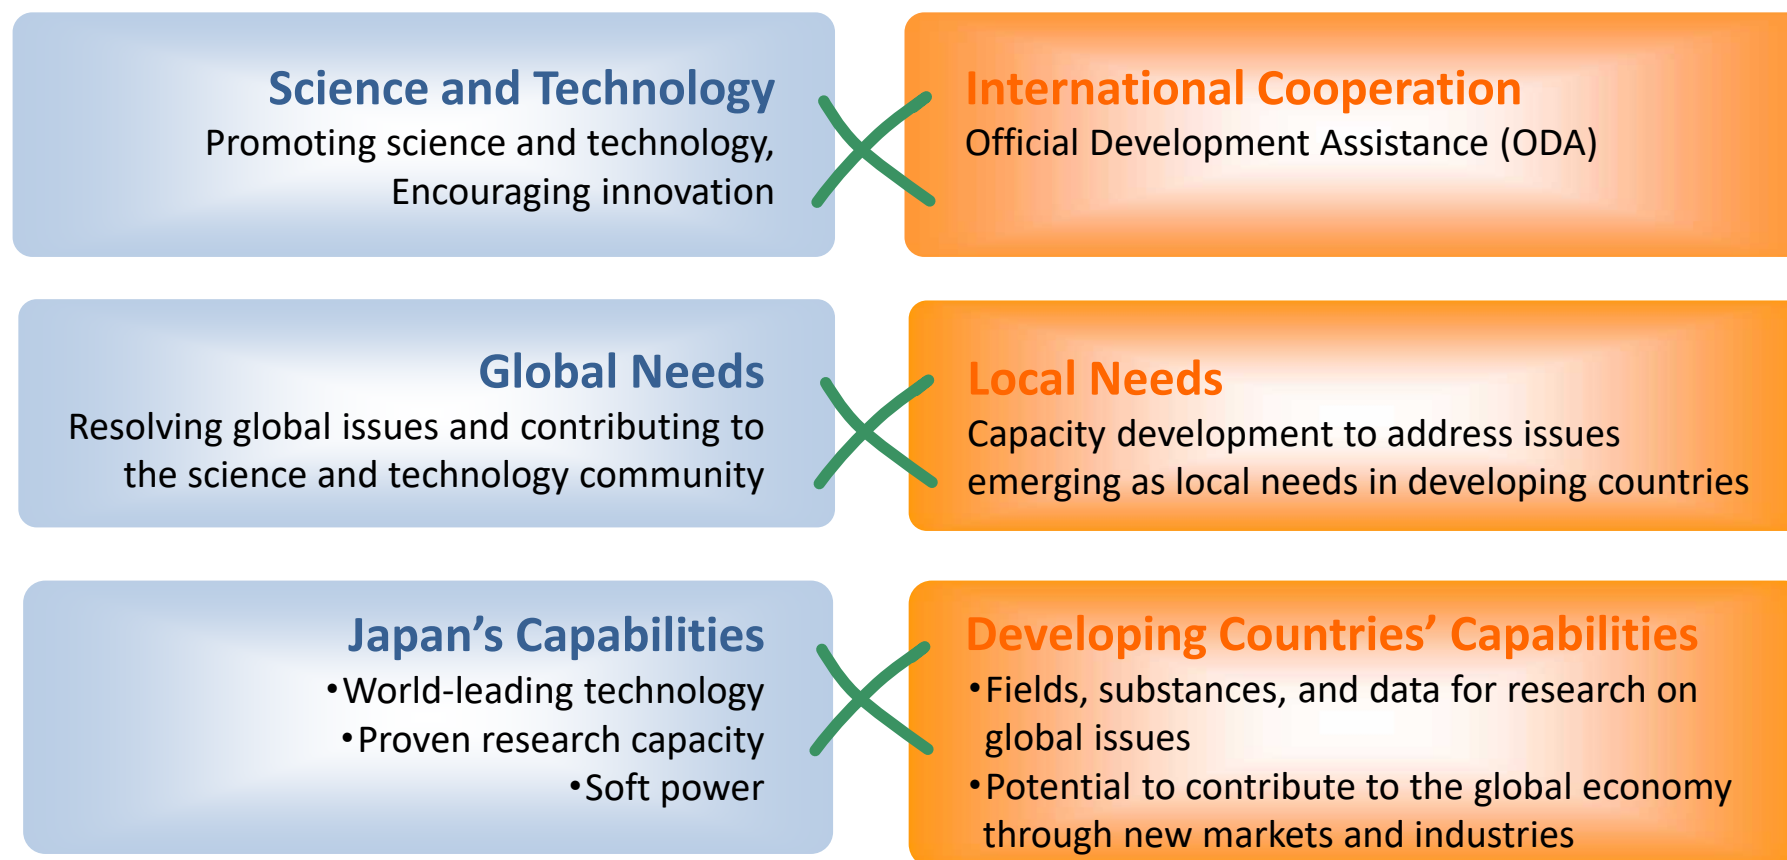 Science and Technology
Promoting science and technology,
Encouraging innovation
International Cooperation
Official Development Assistance (ODA)
Global Needs
Resolving global issues and contributing to
the science and technology community
Local Needs
Capacity development to address issues
emerging as local needs in developing countries
Japan’s Capabilities
•World-leading technology
•Proven research capacity
•Soft power
Developing Countries’ Capabilities
•Fields, substances, and data for research on
global issues
•Potential to contribute to the global economy
through new markets and industries